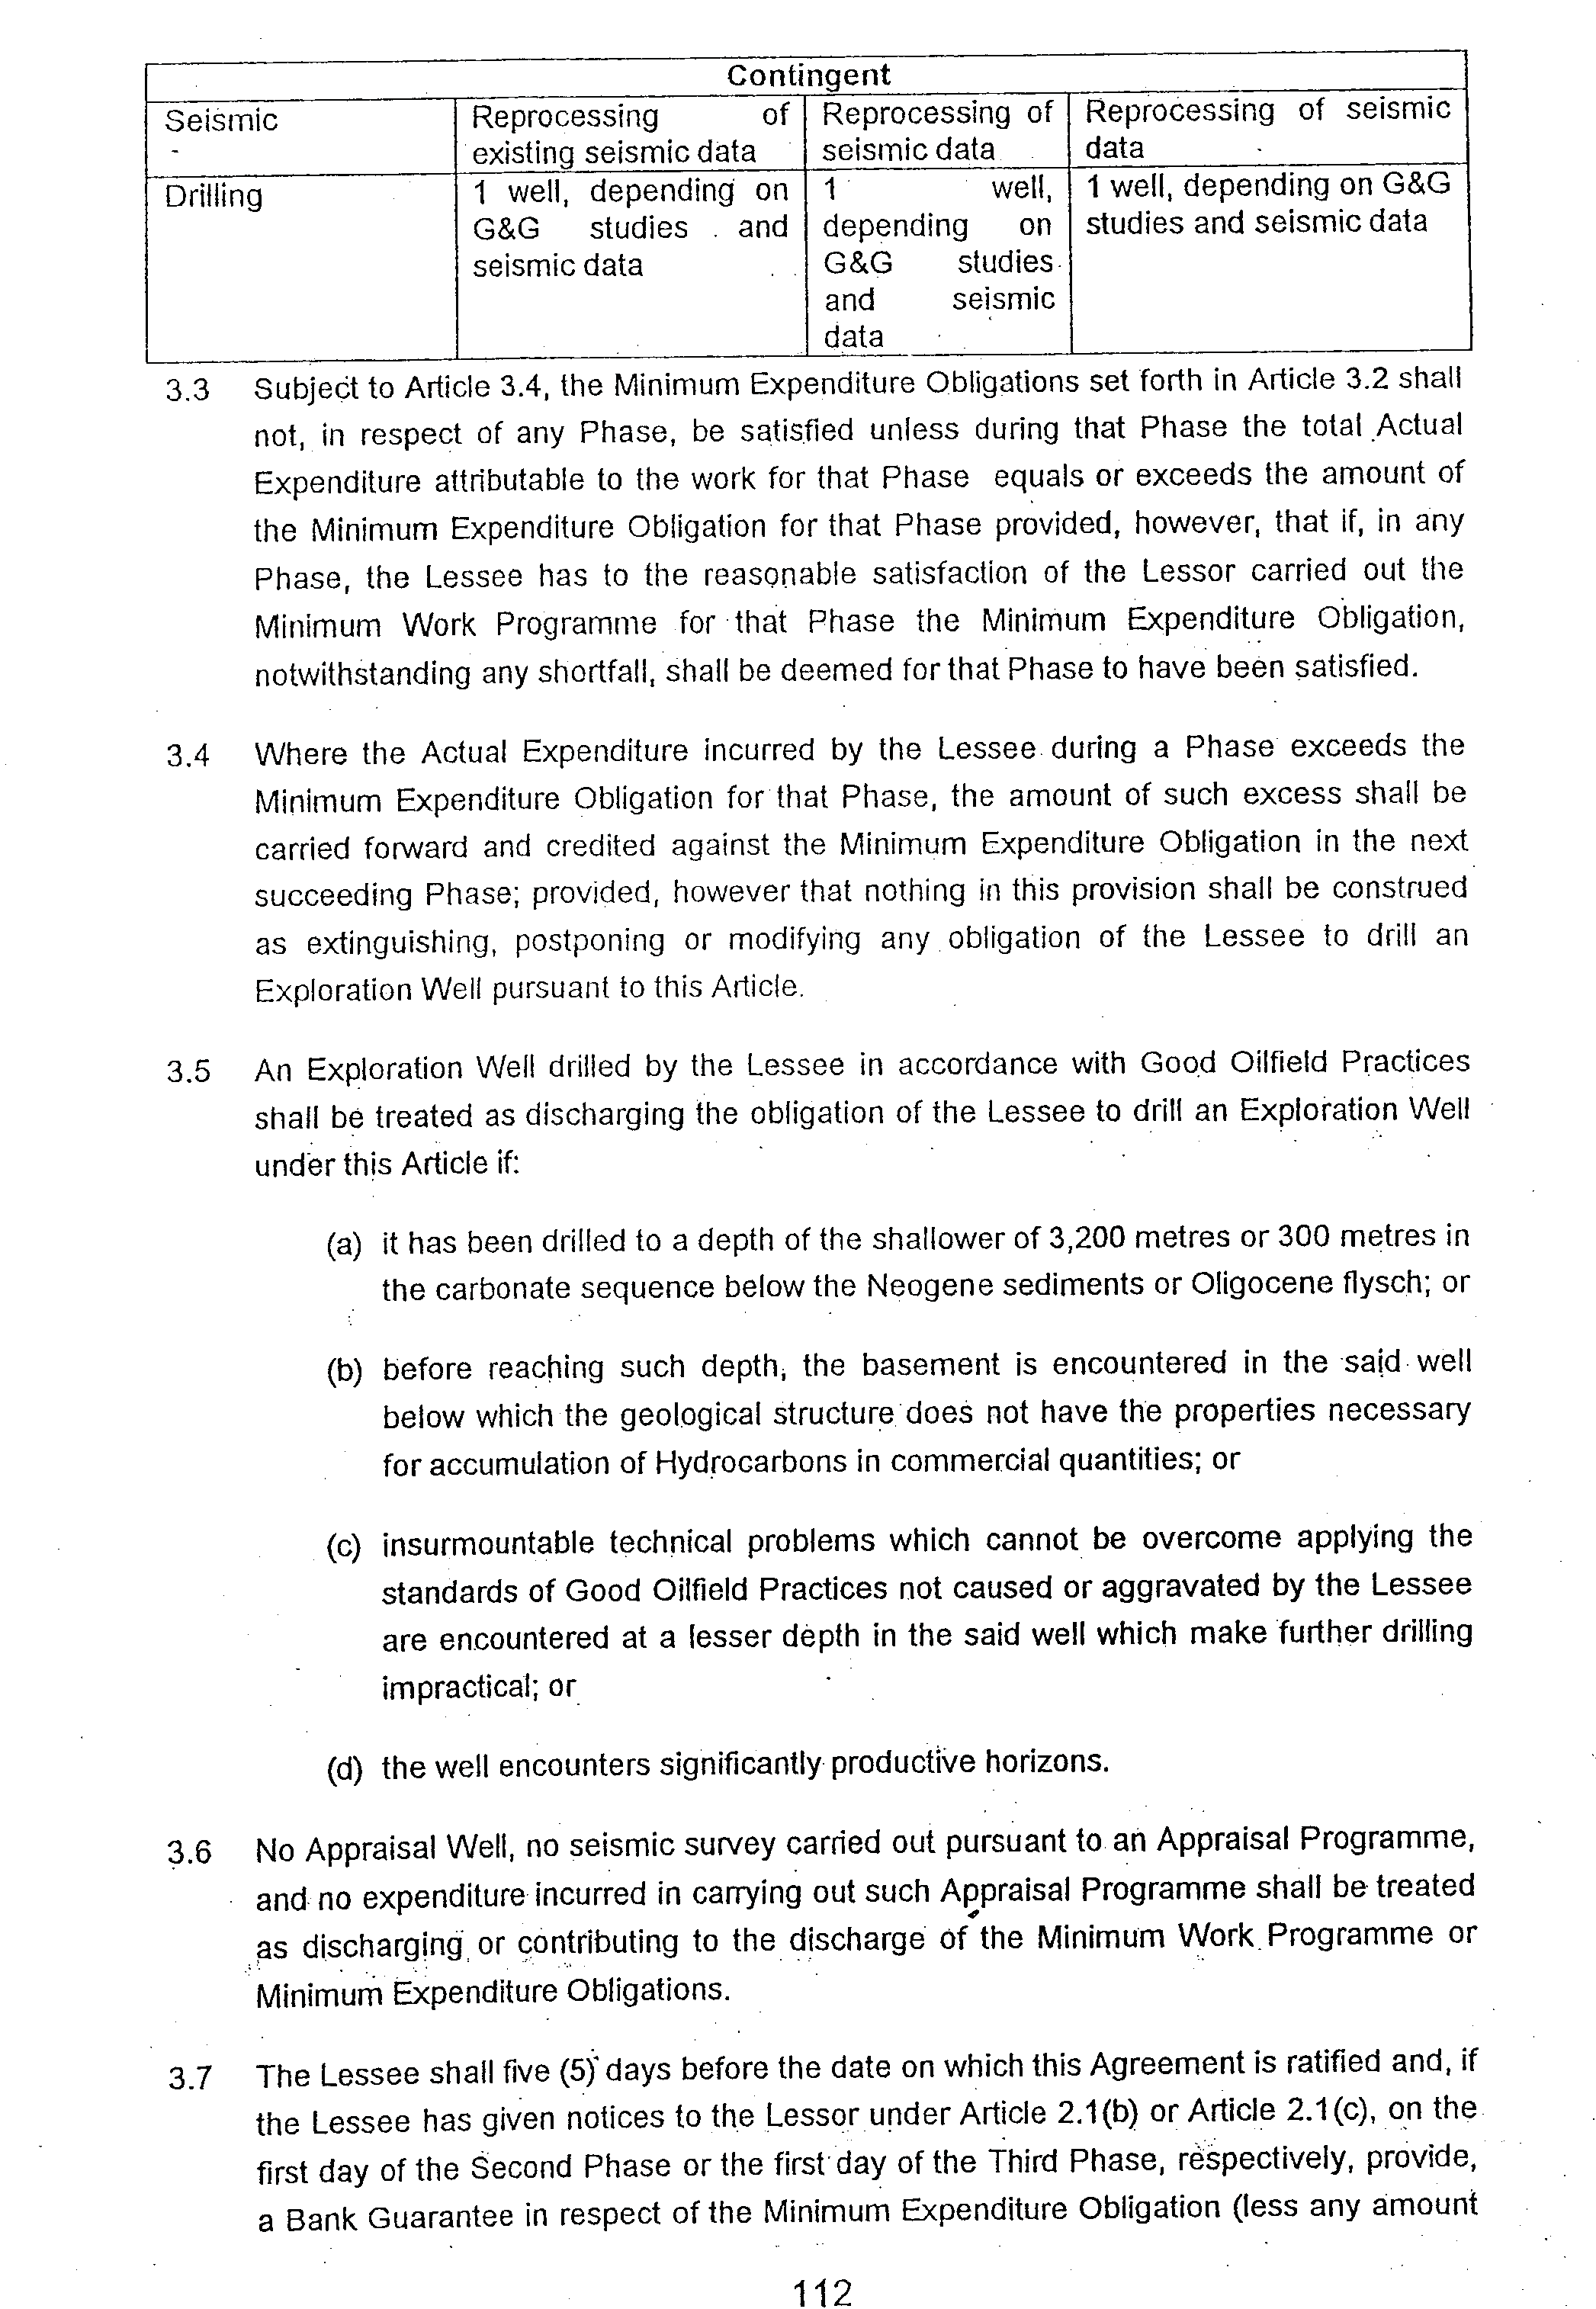 Contingent
Seismic
Reprocessing of
existing seismic data
Reprocessing of
seismic data
Reprocessing of seismic
data
Drilling
1 well, depending on
G&G studies and
seismic data
1 well,
depending on
G&G studies
and seismic
data
1 well, depending on G&G
studies and seismic data
3.3 Subject to Article 3.4, the Minimum Expenditure Obligations set forth in Article 3.2 shall
not, in respect of any Phase, be satisfied unless during that Phase the total Actual
Expenditure attributable to the work for that Phase equals or exceeds the amount of
the Minimum Expenditure Obligation for that Phase provided, however, that if, in any
Phase, the Lessee has to the reasonable satisfaction of the Lessor carried out the
Minimum Work Programme for that Phase the Minimum Expenditure Obligation,
notwithstanding any shortfall, shall be deemed for that Phase to have been satisfied.
3.4 Where the Actual Expenditure incurred by the Lessee during a Phase exceeds the
Minimum Expenditure Obligation for that Phase, the amount of such excess shall be
carried forward and credited against the Minimum Expenditure Obligation in the next
succeeding Phase; provided, however that nothing in this provision shall be construed
as extinguishing, postponing or modifying any obligation of the Lessee to drill an
Exploration Well pursuant to this Article.
3.5 An Exploration Well drilled by the Lessee in accordance with Good Oilfield Practices
shall be treated as discharging the obligation of the Lessee to drill an Exploration Well
under this Article if:
(a) it has been drilled to a depth of the shallower of 3,200 metres or 300 metres in
the carbonate sequence below the Neogene sediments or Oligocene flysch; or
(b) before reaching such depth, the basement is encountered in the said well
below which the geological structure does not have the properties necessary
for accumulation of Hydrocarbons in commercial quantities; or
(c) insurmountable technical problems which cannot be overcome applying the
standards of Good Oilfield Practices not caused or aggravated by the Lessee
are encountered at a lesser depth in the said well which make further drilling
impractical; or
(d) the well encounters significantly productive horizons.
3.6 No Appraisal Well, no seismic survey carried out pursuant to an Appraisal Programme,
and no expenditure incurred in carrying out such Appraisal Programme shall be treated
as discharging or contributing to the discharge of the Minimum Work Programme or
Minimum Expenditure Obligations.
3.7 The Lessee shall five (5) days before the date on which this Agreement is ratified and, if
the Lessee has given notices to the Lessor under Article 2.1(b) or Article 2.1(c), on the
first day of the Second Phase or the first day of the Third Phase, respectively, provide,
a Bank Guarantee in respect of the Minimum Expenditure Obligation (less any amount
112